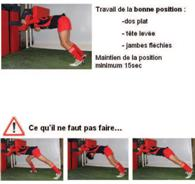 Travail de la bonne position :
-dos plat
- tête levée
- jambes fléchies
Maintien de la position
minimum 15sec
Ce qu'il ne faut pas faire...